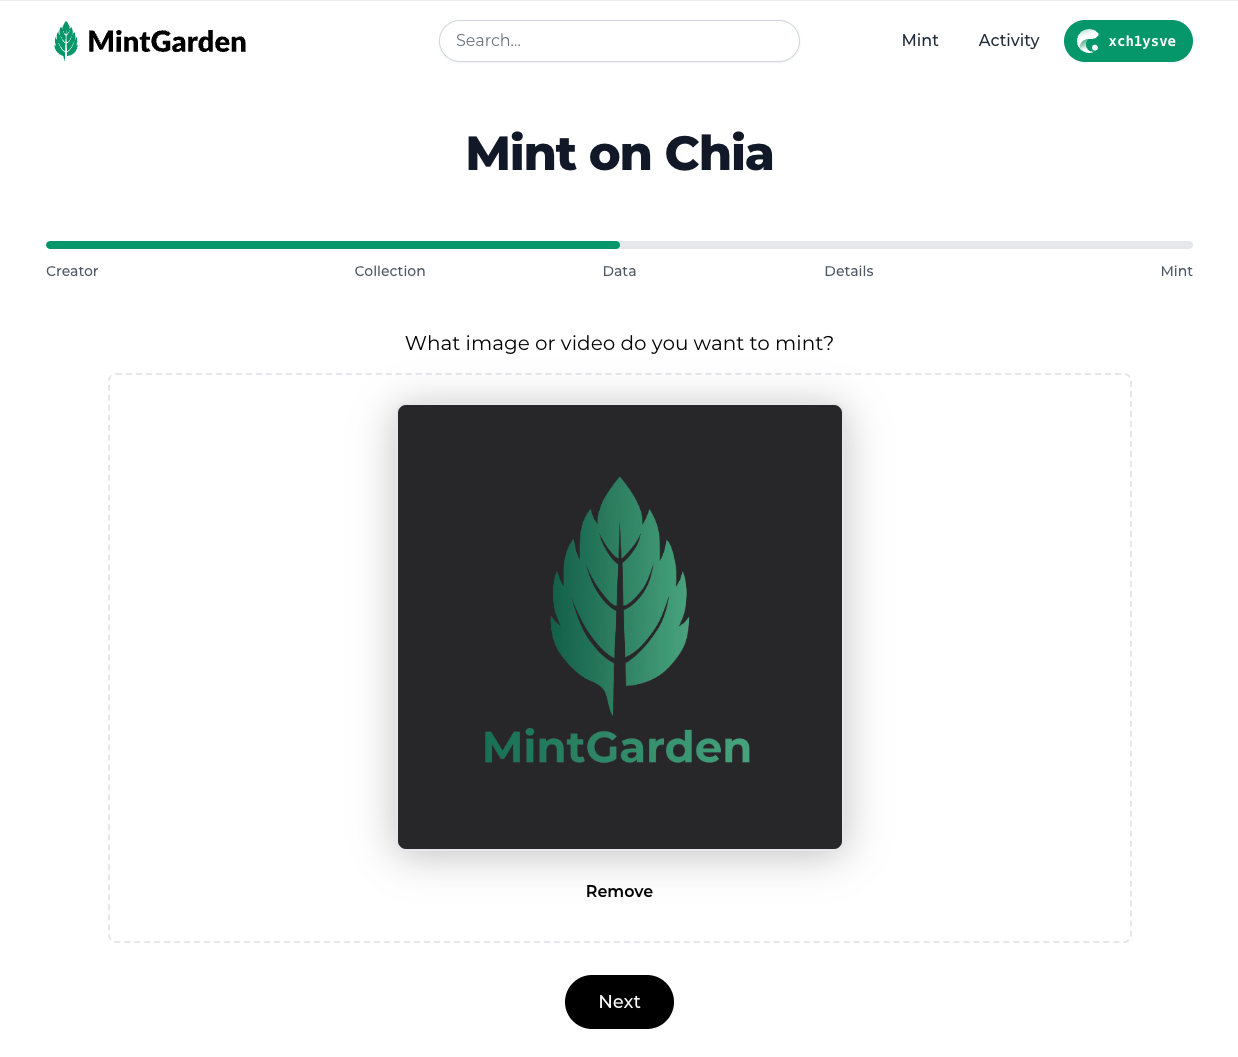 MintGarden
Search...
Mint
Activity
xch1ysve
Mint on Chia
Creator
Collection
Data
Details
Mint
What image or video do you want to mint?
MintGarden
Remove
Next